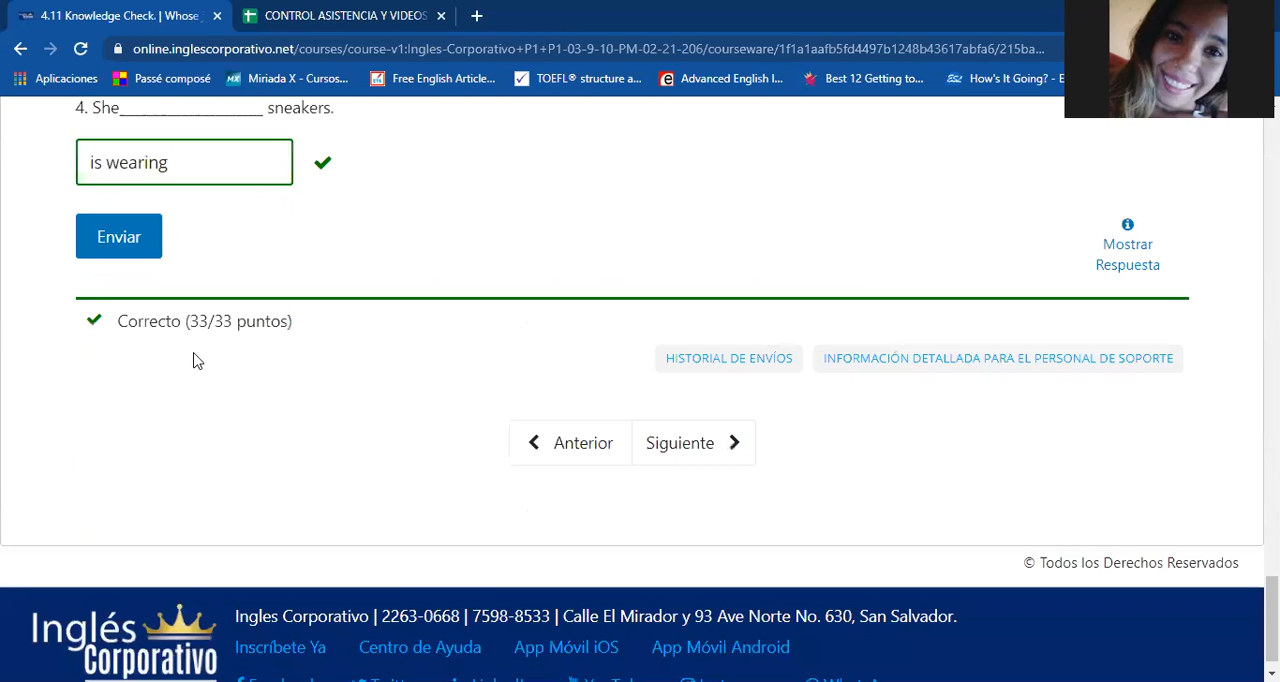 4.11 Knowledge Check. | Whose
CONTROL ASISTENCIA Y VIDEOS
online.inglescorporativo.net/courses/course-v1:Ingles-Corporativo+P1+P1-03-9-10-PM-02-21-206/courseware/1f1a1aafb5fd4497b1248b43617abfa6/215ba...
Aplicaciones Passé composé Miriada X - Cursos... Free English Article... TOEFL® structure a... Advanced English l... Best 12 Getting to... How's It Going? - E
4. She________________ sneakers.
is wearing
Enviar
Mostrar
Respuesta
Correcto (33/33 puntos)
HISTORIAL DE ENVÍOS INFORMACIÓN DETALLADA PARA EL PERSONAL DE SOPORTE
Anterior Siguiente
© Todos los Derechos Reservados
Inglés
Corporativo
Ingles Corporativo | 2263-0668 | 7598-8533 | Calle El Mirador y 93 Ave Norte No. 630, San Salvador.
Inscríbete Ya Centro de Ayuda App Móvil iOS App Móvil Android